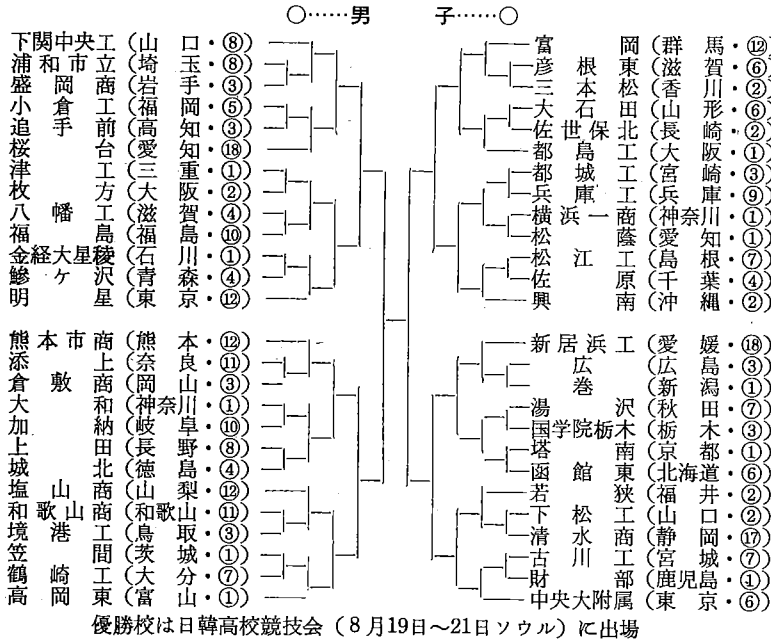 ○……男子……○
下関中央工(山口・⑧)
浦和市立(埼玉・⑧)
盛岡商(岩手・③)
小倉工(福岡・⑤)
追手前(高知・③)
桜台(愛知・⑱)
津工(三重・①)
枚方(大阪・②)
八幡工(滋賀・④)
福島(福島・⑩)
金経大星稜(石川・①)
鰺ケ沢(青森・④)
明星(東京・⑫)
熊本市商(熊本・⑫)
添上(奈良・⑪)
倉敷商(岡山・③)
大和(神奈川・①)
加納(岐阜・⑩)
上田(長野・⑧)
城北(徳島・④)
塩山商(山梨・⑫)
和歌山商(和歌山・⑪)
境港工(鳥取・③)
笠間(茨城・①)
鶴崎工(大分・⑦)
高岡東(富山・①)
富岡(群馬・⑫)
彦根東(滋賀・⑥)
三本松(香川・②)
大石田(山形・⑥)
佐世保北(長崎・②)
都島工(大阪・①)
都城工(宮崎・③)
兵庫工(兵庫・⑨)
横浜一商(神奈川・①)
松蔭(愛知・①)
松江工(島根・⑦)
佐原(千葉・④)
興南(沖縄・②)
新居浜工(愛媛・⑱)
広(広島・③)
巻(新潟・①)
湯沢(秋田・⑦)
国学院栃木(栃木・③)
塔南(京都・①)
函館東(北海道・⑥)
若狭(福井・②)
下松工(山口・②)
清水商(静岡・⑰)
古川工(宮城・⑦)
財部(鹿児島・①)
中央大附属(東京・⑥)
優勝校は日韓高校競技会(8月19日~21日ソウル)に出場